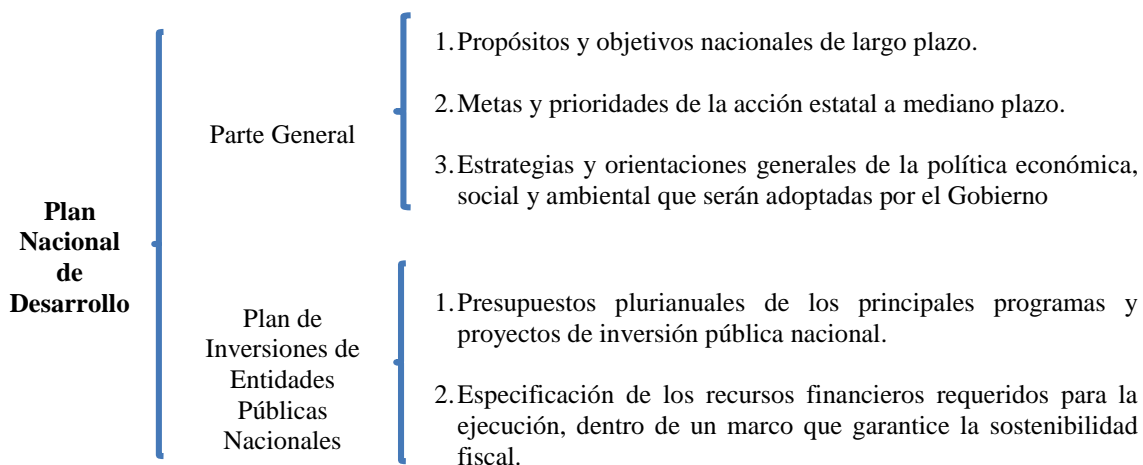 Plan
Nacional
de
Desarrollo
Parte General
1. Propósitos y objetivos nacionales de largo plazo.
2. Metas y prioridades de la acción estatal a mediano plazo.
3. Estrategias y orientaciones generales de la política económica,
social y ambiental que serán adoptadas por el Gobierno
Plan de
Inversiones de
Entidades
Públicas
Nacionales
1. Presupuestos plurianuales de los principales programas y
proyectos de inversión pública nacional.
2. Especificación de los recursos financieros requeridos para la
ejecución, dentro de un marco que garantice la sostenibilidad
fiscal.